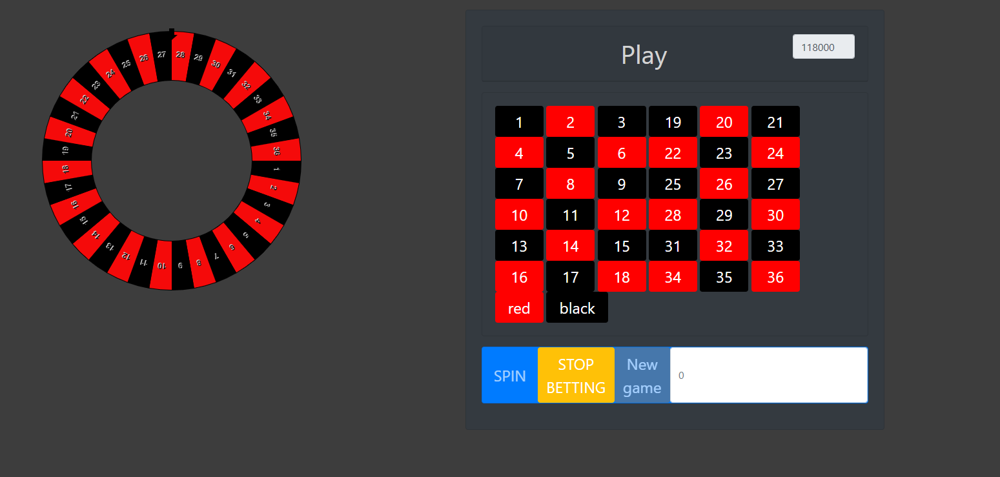 27 28 29 30 31 32 33 34 35 36 1 2 3 4 5 6 7 8 9 10 11 12 13 14 15 16 17 18 19 20 21 22 23 24 25 26
Play
118000
1 2 3 19 20 21
4 5 6 22 23 24
7 8 9 25 26 27
10 11 12 28 29 30
13 14 15 31 32 33
16 17 18 34 35 36
red black
SPIN
STOP
BETTING
New
game
0